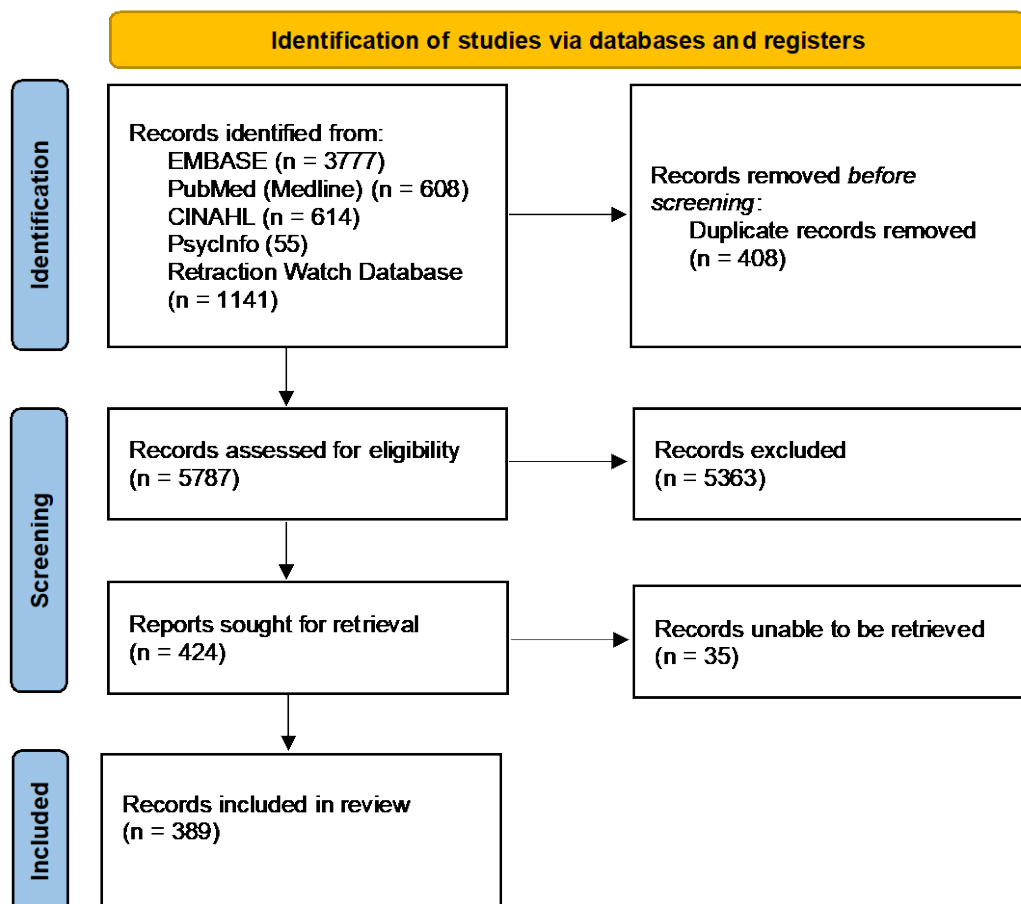 Identification of studies via databases and registers
Identification
Records identified from:
EMBASE (n = 3777)
PubMed (Medline) (n = 608)
CINAHL (n = 614)
PsycInfo (55)
Retraction Watch Database
(n = 1141)
Records removed before
screening:
Duplicate records removed
(n = 408)
Screening
Records assessed for eligibility
(n = 5787)
Records excluded
(n = 5363)
Reports sought for retrieval
(n = 424)
Records unable to be retrieved
(n = 35)
Included
Records included in review
(n = 389)